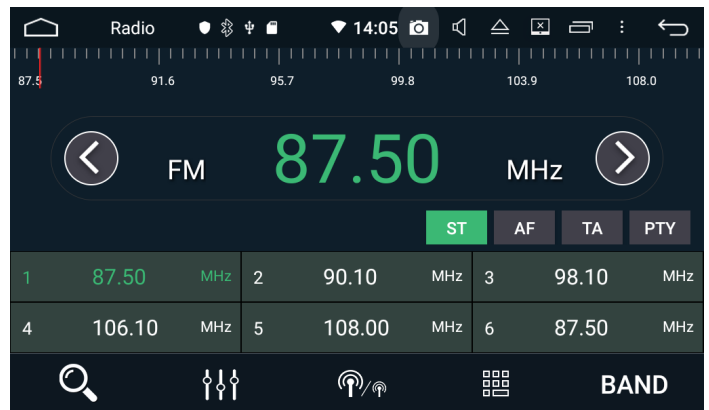 Radio 14:05
87.5 91.6 95.7 99.8 103.9 108.0
FM 87.50 MHz
ST AF TA PTY
1 87.50 MHz 2 90.10 MHz 3 98.10 MHz
4 106.10 MHz 5 108.00 MHz 6 87.50 MHz
BAND